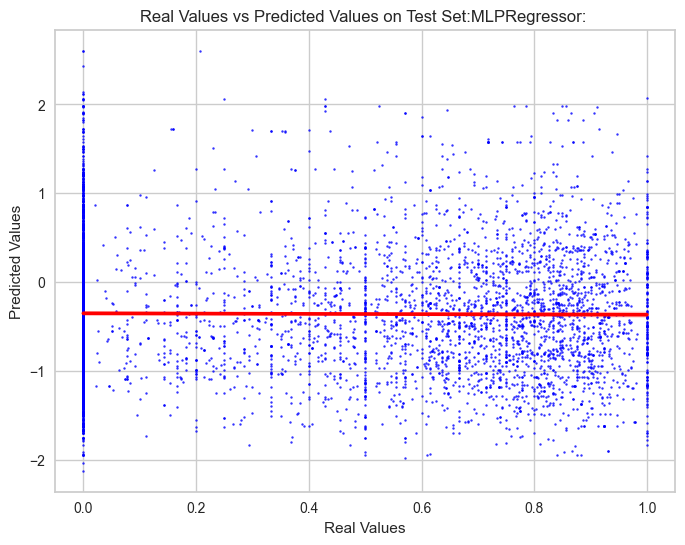 Real Values vs Predicted Values on Test Set:MLPRegressor:
Predicted Values
2
1
0
−1
−2
0.0 0.2 0.4 0.6 0.8 1.0
Real Values